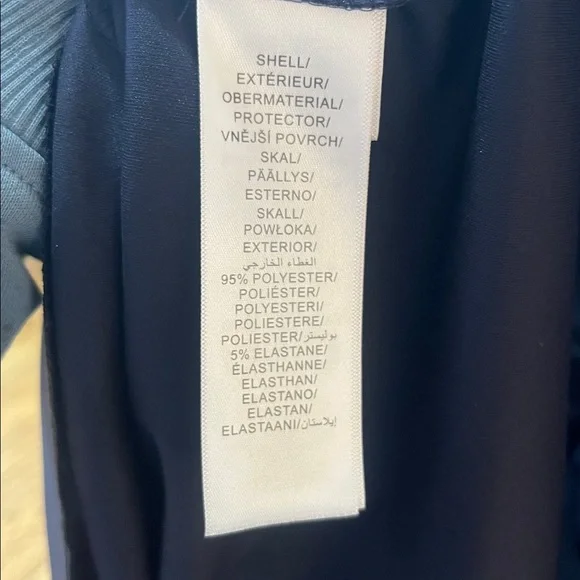 SHELL/
EXTÉRIEUR/
OBERMATERIAL/
PROTECTOR/
VNĚJŠÍ POVRCH/
SKAL/
PÄÄLLYS/
ESTERNO/
SKALL/
POWŁOKA/
EXTERIOR/
الغطاء الخارجي
95% POLYESTER/
POLIÉSTER/
POLYESTERI/
POLIESTERE/
POLIESTER/بوليستر
5% ELASTANE/
ÉLASTHANNE/
ELASTHAN/
ELASTANO/
ELASTAN/
ELASTAANI/إيلاستان